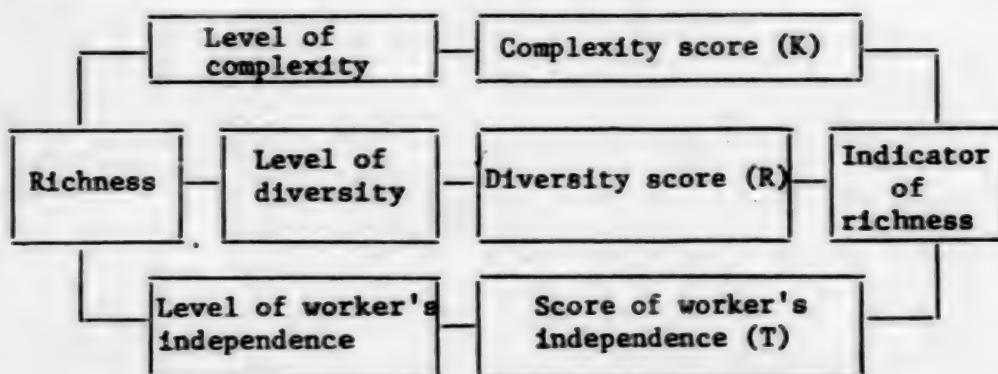 Level of
complexity
Complexity score (K)
Richness
Level of
diversity
Diversity score (R)
Indicator
of
richness
Level of worker's
independence
Score of worker's
independence (T)